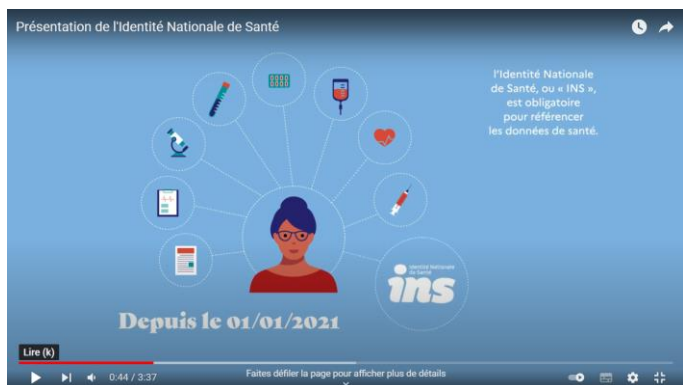 Présentation de l'Identité Nationale de Santé
l'Identité Nationale
de Santé, ou « INS »,
est obligatoire
pour référencer
les données de santé.
Identité Nationale
de Santé
ins
Depuis le 01/01/2021
Lire (k)
0:44 / 3:37
Faites défiler la page pour afficher plus de détails